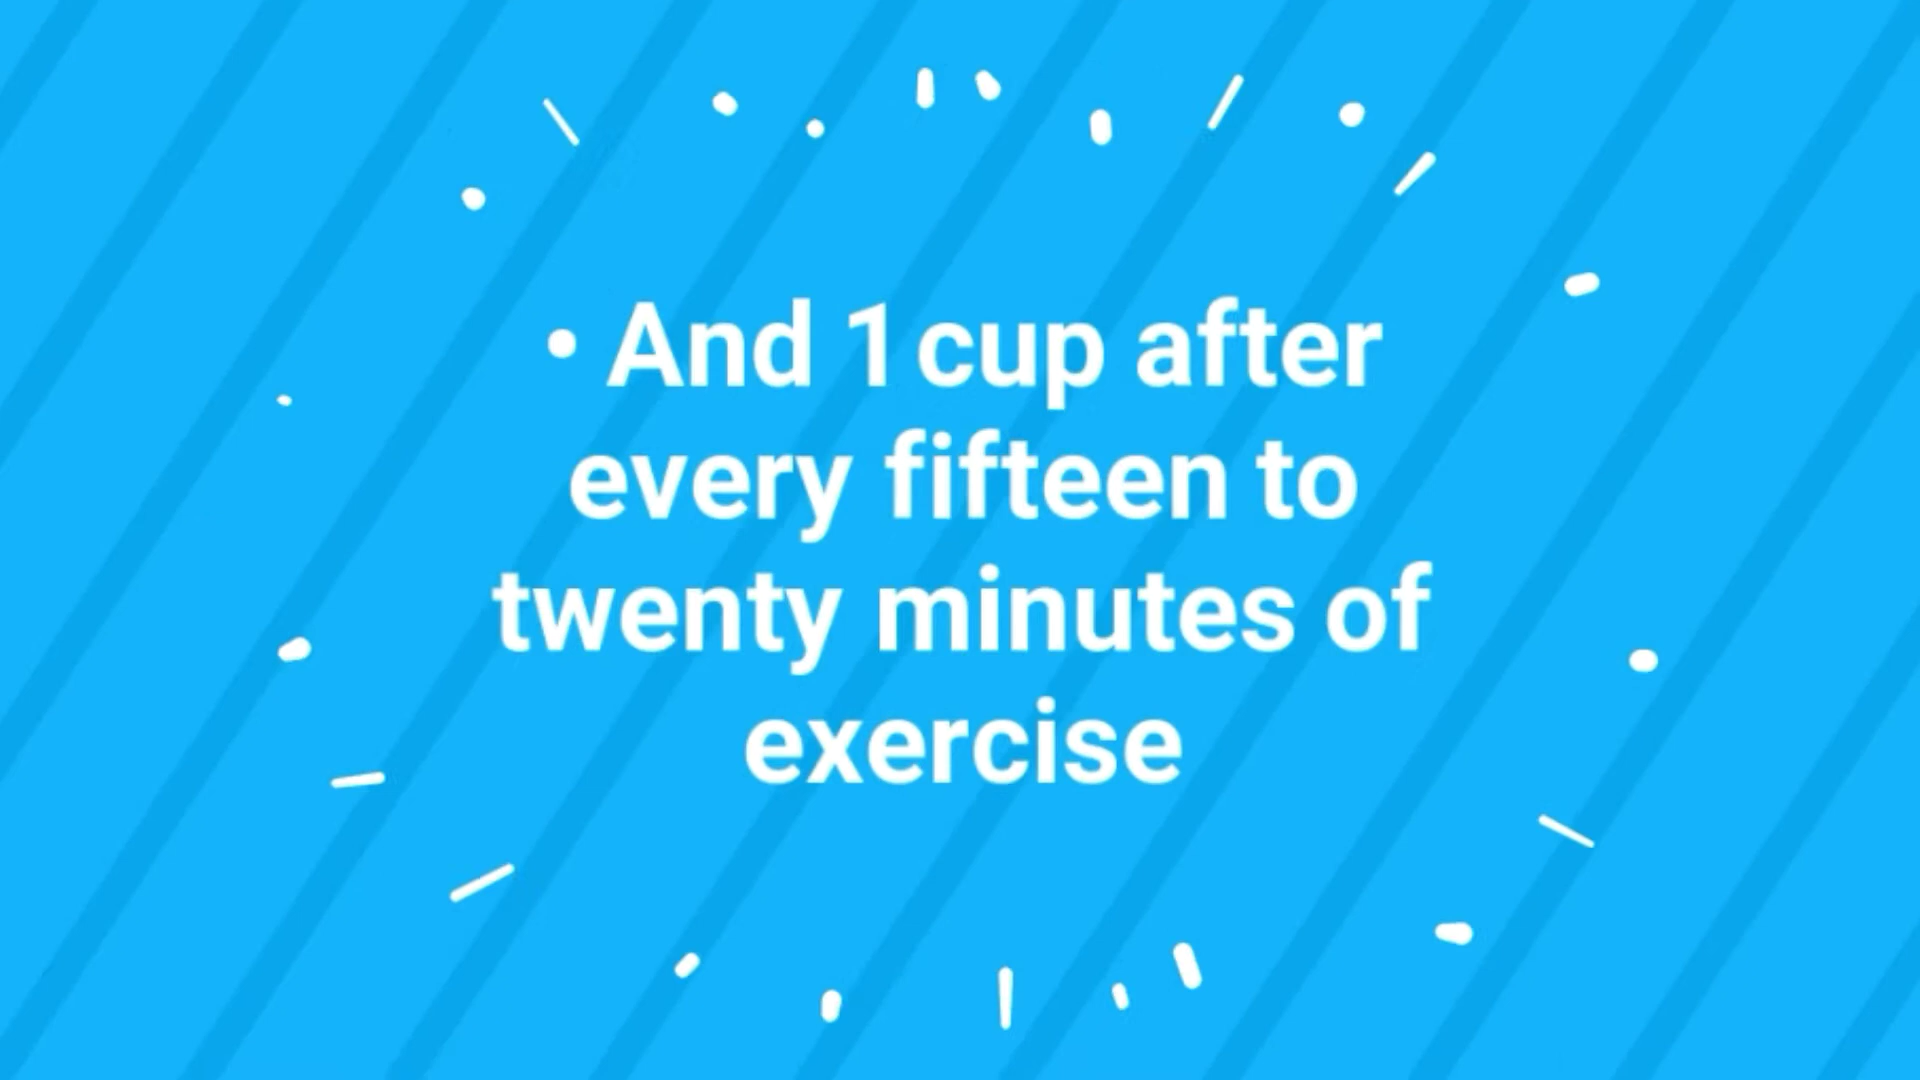 • And 1 cup after
every fifteen to
twenty minutes of
exercise